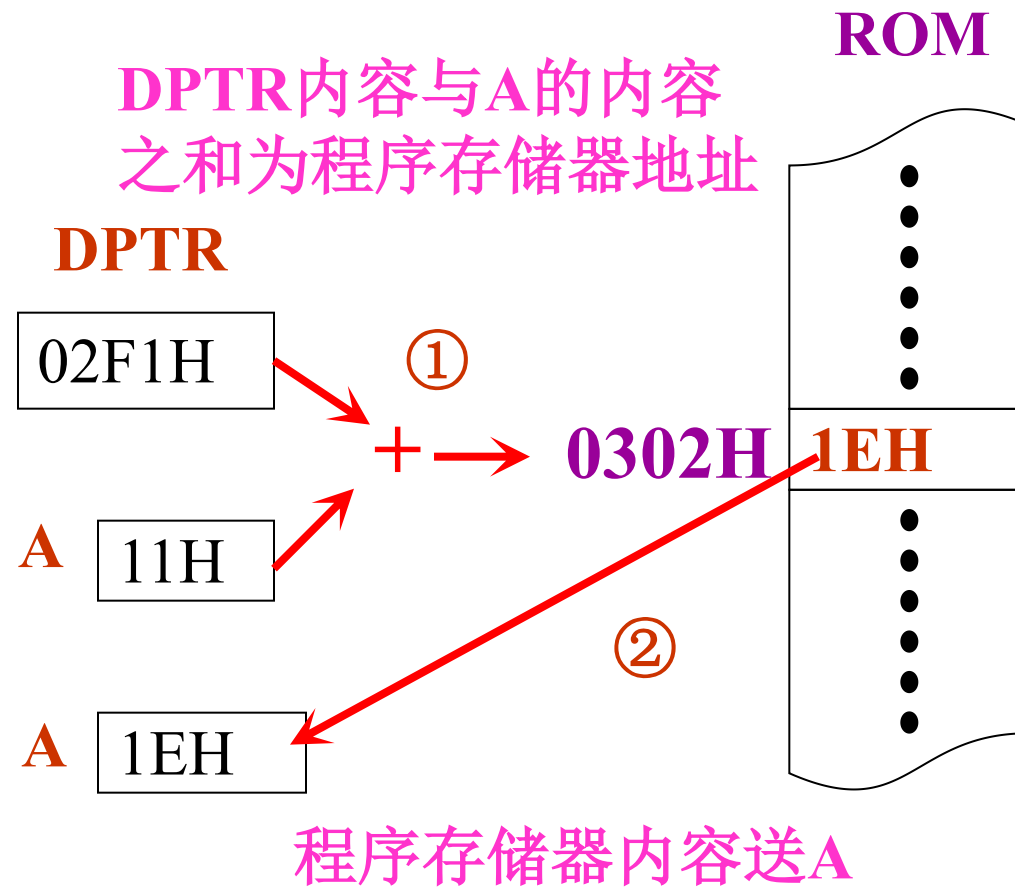 ROM
DPTR内容与A的内容
之和为程序存储器地址
DPTR
02F1H
①
+
0302H
1EH
A
11H
②
A
1EH
程序存储器内容送A